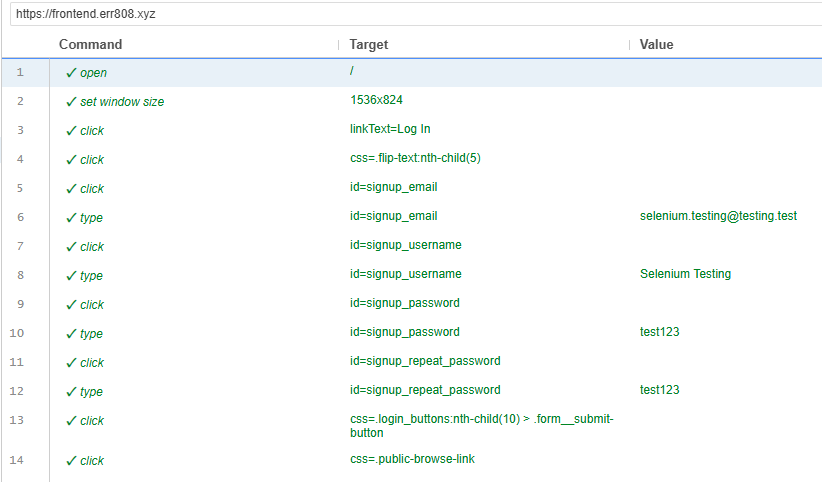 https://frontend.err808.xyz
Command Target Value
1 ✓ open /
2 ✓ set window size 1536x824
3 ✓ click linkText=Log In
4 ✓ click css=.flip-text:nth-child(5)
5 ✓ click id=signup_email
6 ✓ type id=signup_email selenium.testing@testing.test
7 ✓ click id=signup_username
8 ✓ type id=signup_username Selenium Testing
9 ✓ click id=signup_password
10 ✓ type id=signup_password test123
11 ✓ click id=signup_repeat_password
12 ✓ type id=signup_repeat_password test123
13 ✓ click css=.login_buttons:nth-child(10) > .form__submit-
button
14 ✓ click css=.public-browse-link